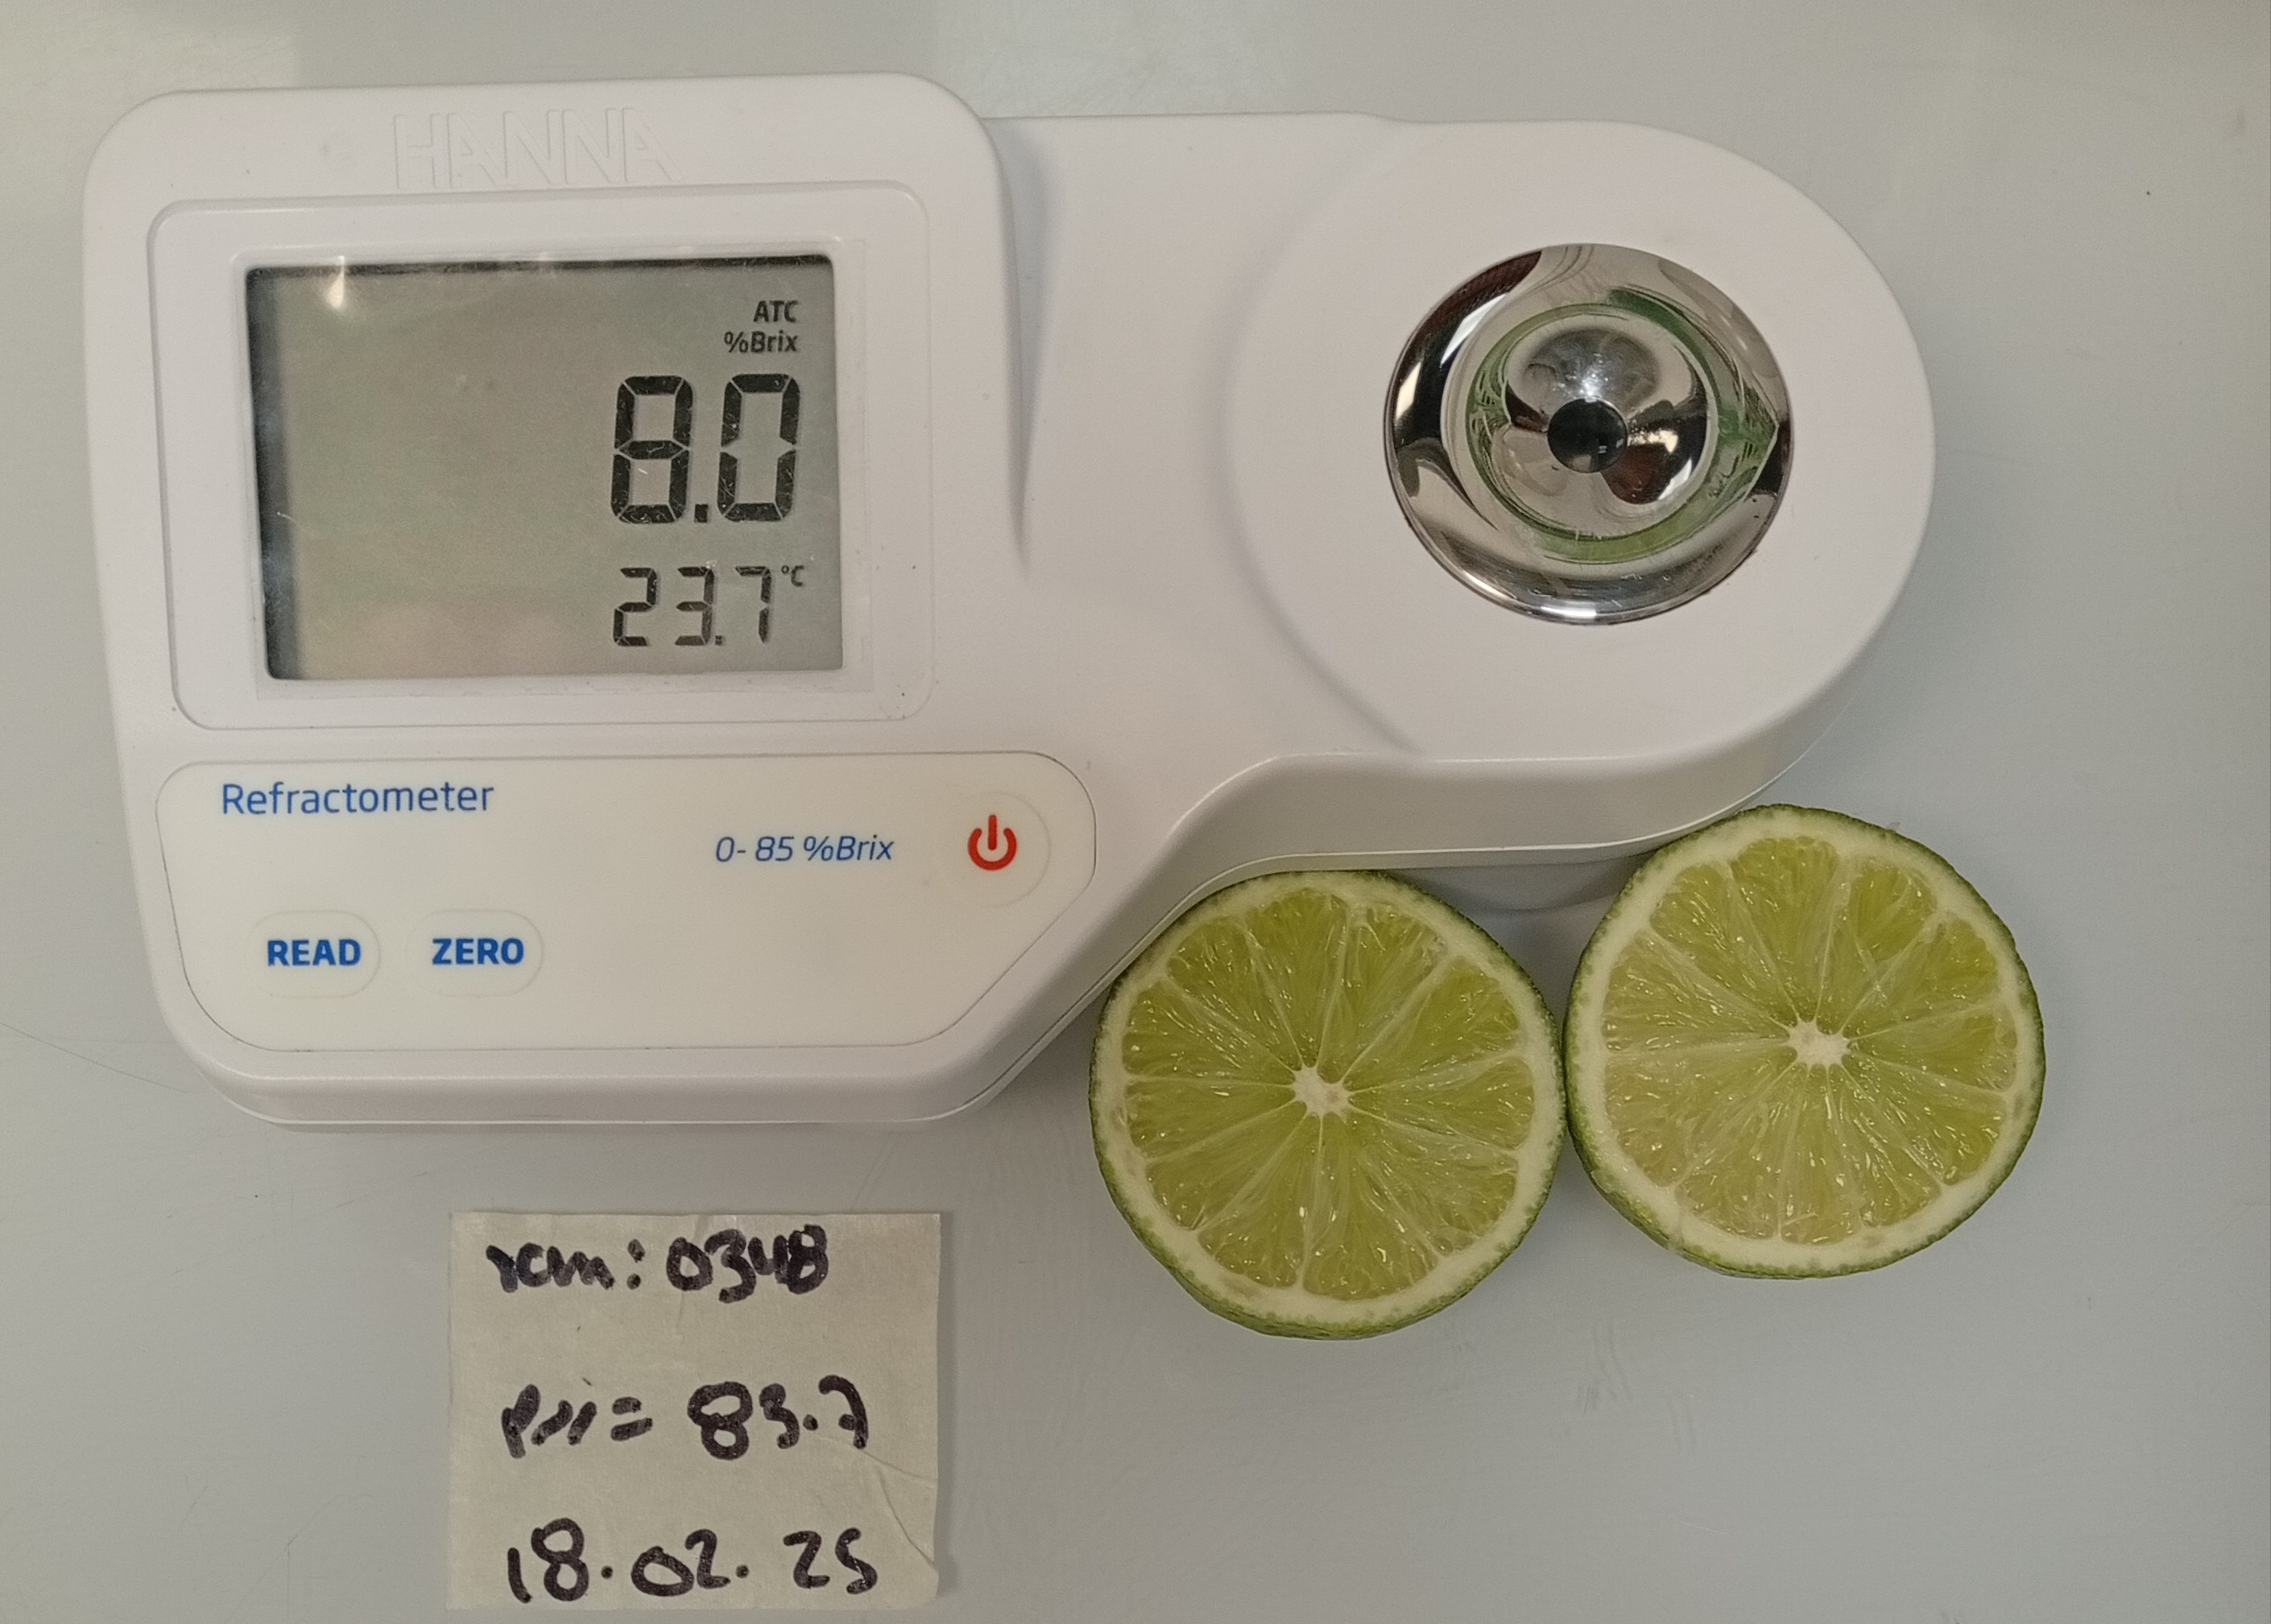 HANNA
ATC
%Brix
8.0
23.7°C
Refractometer
0-85 %Brix
READ
ZERO
rcm: 0348
= 83.7
18.02.25